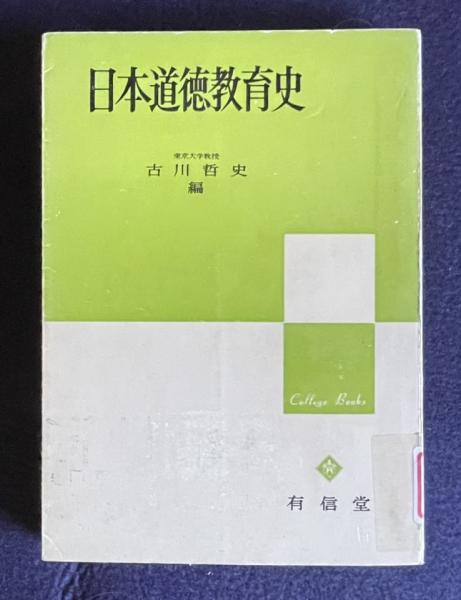 日本道徳教育史
東京大学教授
古川哲史
編
College Books
有信堂